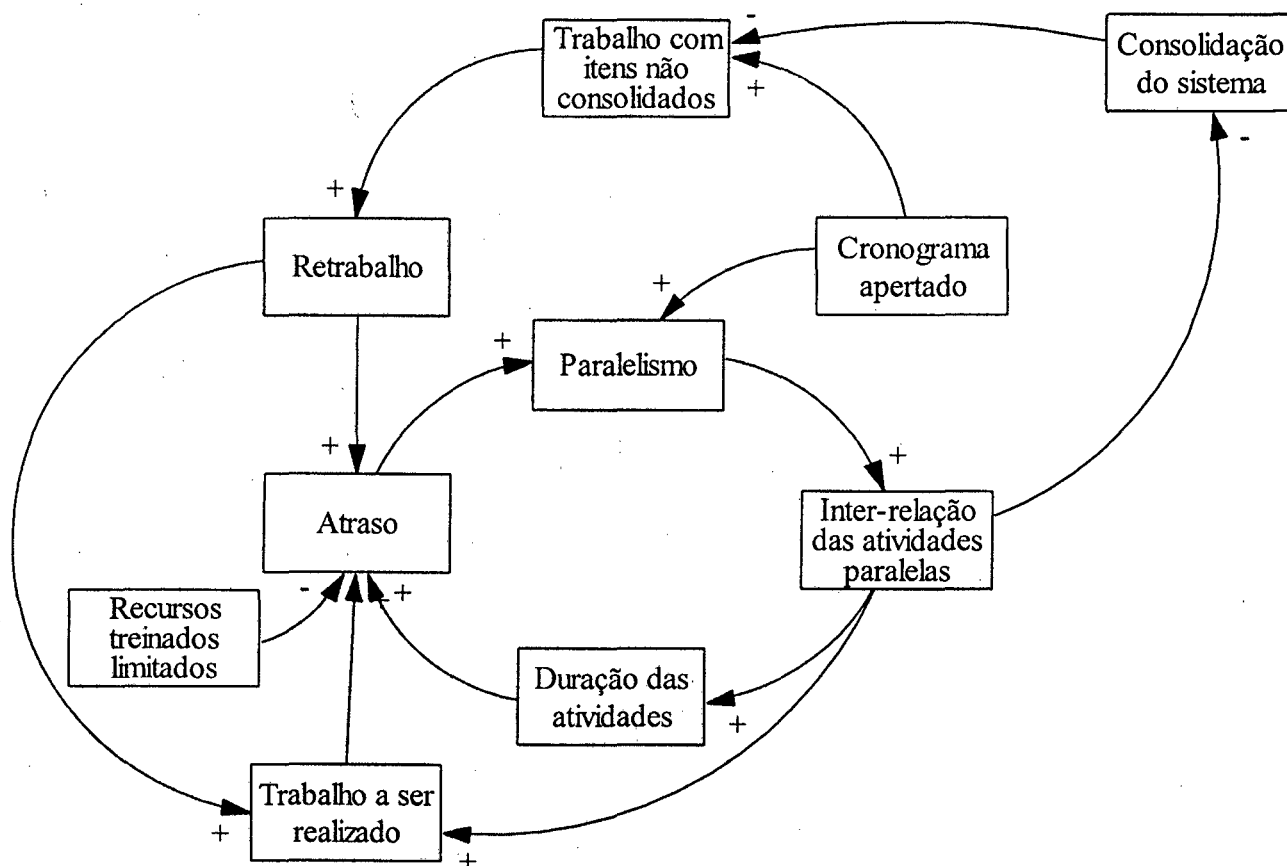 -
Trabalho com
itens não
consolidados
+
Consolidação
do sistema
-
+
Retrabalho
Cronograma
apertado
+
+
Paralelismo
+
+
Atraso
Inter-relação
das atividades
paralelas
-
+
Recursos
treinados
limitados
Duração das
atividades
+
Trabalho a ser
realizado
+
+